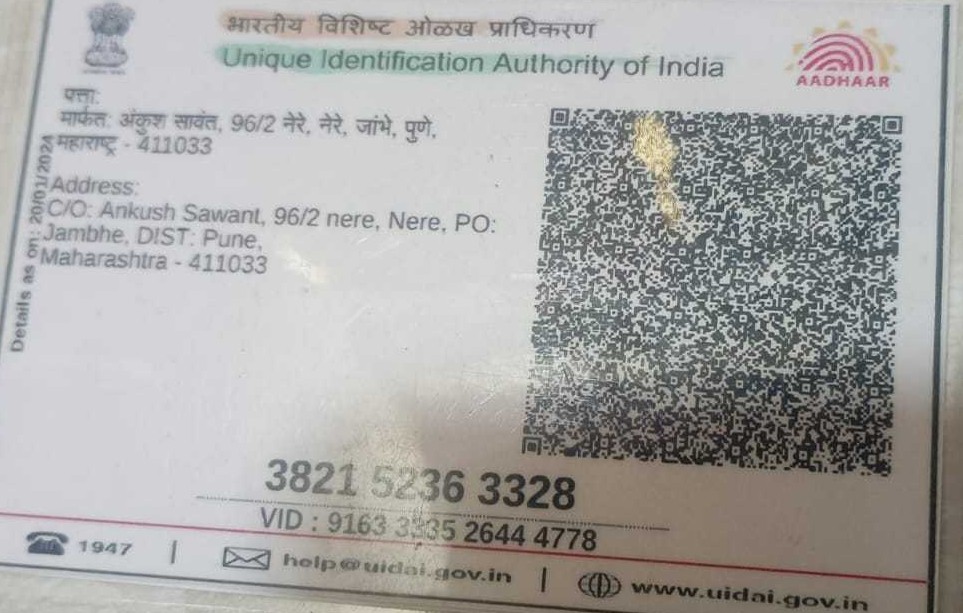 भारतीय विशिष्ट ओळख प्राधिकरण
Unique Identification Authority of India
AADHAAR
पत्ता:
मार्फत: अंकुश सावंत, 96/2 नेरे, नेरे, जांभे, पुणे,
महाराष्ट्र - 411033
Address:
C/O: Ankush Sawant, 96/2 nere, Nere, PO:
Jambhe, DIST: Pune,
Maharashtra - 411033
Details as on: 20/01/2024
3821 5236 3328
VID : 9163 3335 2644 4778
1947 | help@uidai.gov.in | www.uidai.gov.in